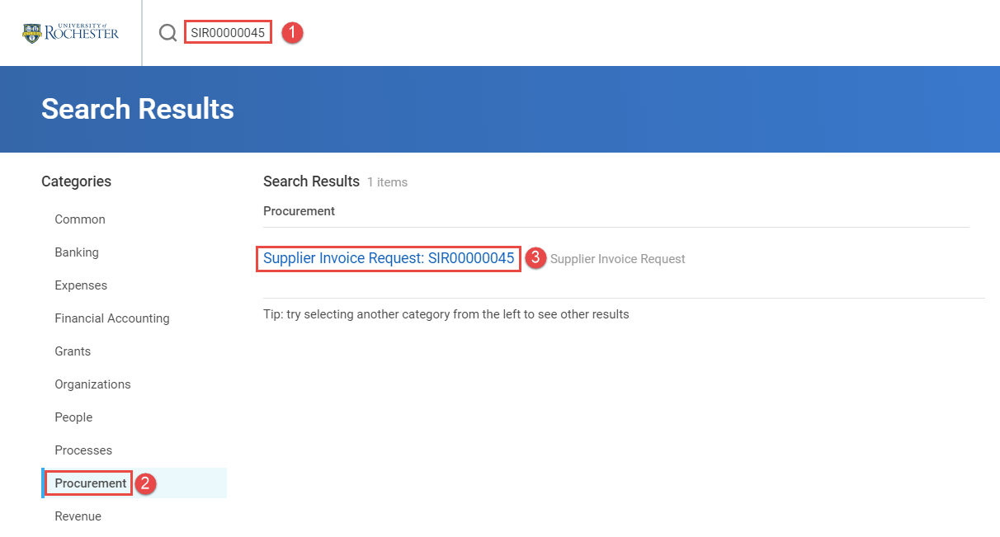 UNIVERSITY of
ROCHESTER
SIR00000045
1
Search Results
Categories
Common
Banking
Expenses
Financial Accounting
Grants
Organizations
People
Processes
Procurement 2
Revenue
Search Results 1 items
Procurement
Supplier Invoice Request: SIR00000045 3 Supplier Invoice Request
Tip: try selecting another category from the left to see other results